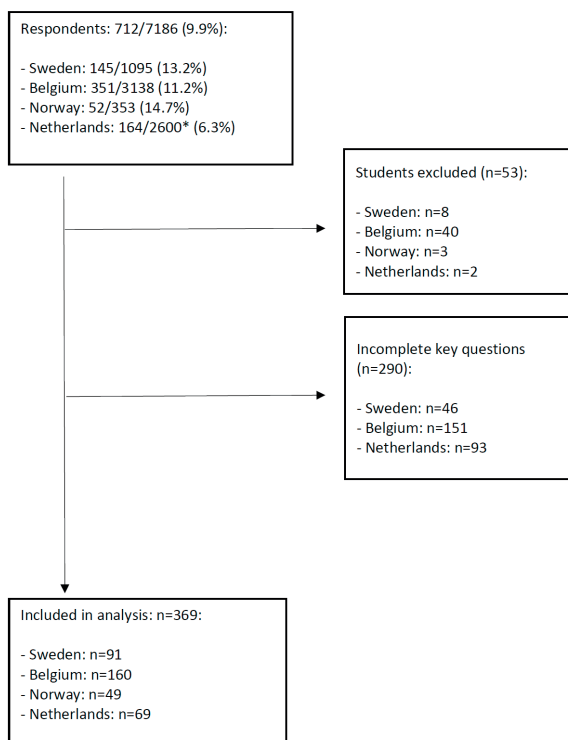 Respondents: 712/7186 (9.9%):
- Sweden: 145/1095 (13.2%)
- Belgium: 351/3138 (11.2%)
- Norway: 52/353 (14.7%)
- Netherlands: 164/2600* (6.3%)
Students excluded (n=53):
- Sweden: n=8
- Belgium: n=40
- Norway: n=3
- Netherlands: n=2
Incomplete key questions
(n=290):
- Sweden: n=46
- Belgium: n=151
- Netherlands: n=93
Included in analysis: n=369:
- Sweden: n=91
- Belgium: n=160
- Norway: n=49
- Netherlands: n=69